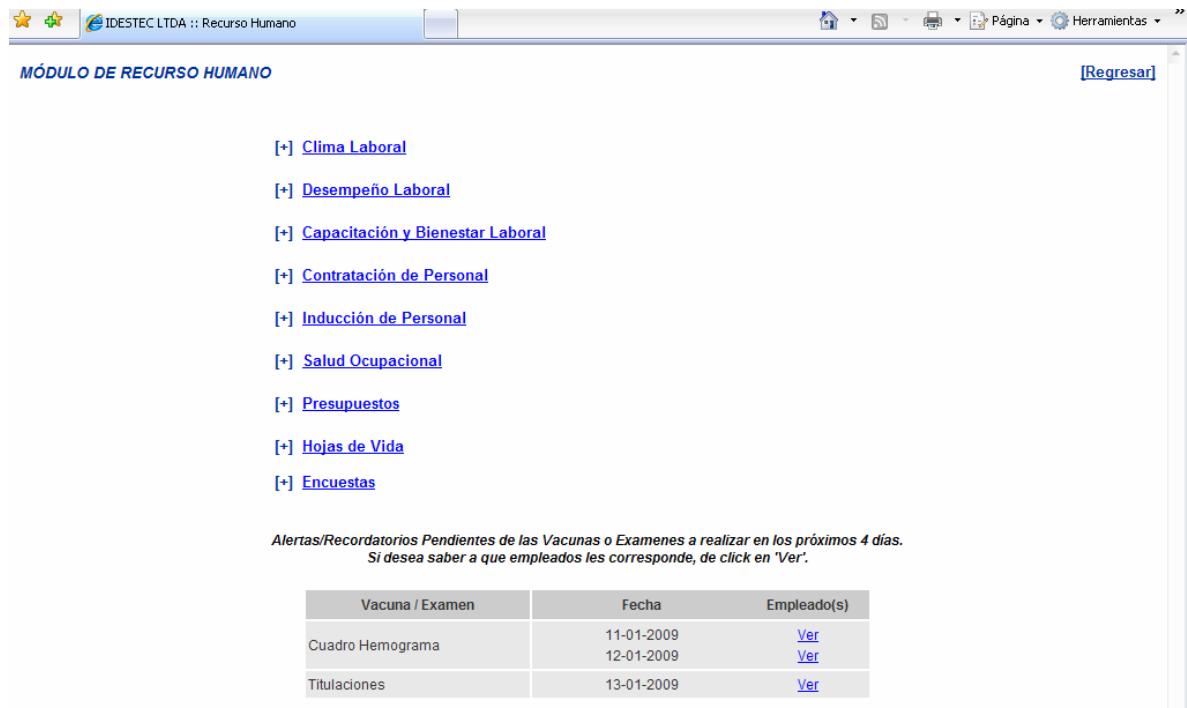 IDESTEC LTDA :: Recurso Humano
Página
Herramientas
»
MÓDULO DE RECURSO HUMANO
[Regresar]
[+] Clima Laboral
[+] Desempeño Laboral
[+] Capacitación y Bienestar Laboral
[+] Contratación de Personal
[+] Inducción de Personal
[+] Salud Ocupacional
[+] Presupuestos
[+] Hojas de Vida
[+] Encuestas
Alertas/Recordatorios Pendientes de las Vacunas o Examenes a realizar en los próximos 4 días.
Si desea saber a que empleados les corresponde, de click en 'Ver'.
Vacuna / Examen Fecha Empleado(s)
Cuadro Hemograma 11-01-2009 Ver
12-01-2009 Ver
Titulaciones 13-01-2009 Ver